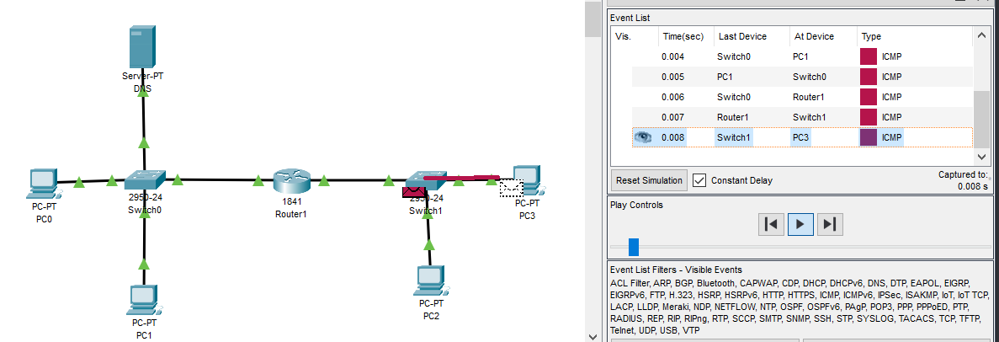 Server-PT
DNS
PC-PT
PC0
2950-24
Switch0
1841
Router1
2950-24
Switch1
PC-PT
PC3
PC-PT
PC1
PC-PT
PC2
Event List
Vis. Time(sec) Last Device At Device Type
0.004 Switch0 PC1 ICMP
0.005 PC1 Switch0 ICMP
0.006 Switch0 Router1 ICMP
0.007 Router1 Switch1 ICMP
0.008 Switch1 PC3 ICMP
Reset Simulation Constant Delay Captured to:
0.008 s
Play Controls
Event List Filters - Visible Events
ACL Filter, ARP, BGP, Bluetooth, CAPWAP, CDP, DHCP, DHCPv6, DNS, DTP, EAPOL, EIGRP,
EIGRPv6, FTP, H.323, HSRP, HSRPv6, HTTP, HTTPS, ICMP, ICMPv6, IPSec, ISAKMP, IoT, IoT TCP,
LACP, LLDP, Meraki, NDP, NETFLOW, NTP, OSPF, OSPFv6, PAgP, POP3, PPP, PPPoED, PTP,
RADIUS, REP, RIP, RIPng, RTP, SCCP, SMTP, SNMP, SSH, STP, SYSLOG, TACACS, TCP, TFTP,
Telnet, UDP, USB, VTP